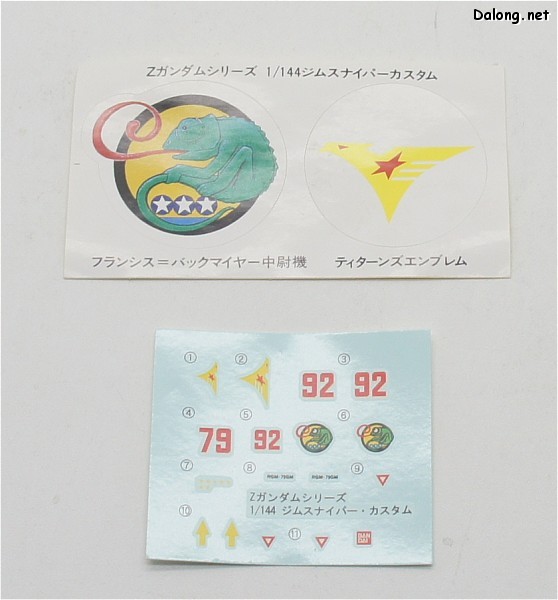 Dalong.net
Zガンダムシリーズ 1/144ジムスナイパーカスタム
フランシス＝バックマイヤー中尉機
ティターンズエンブレム
① ② ③
92 92
④ ⑤ ⑥
79 92
⑦ ⑧ ⑨
RGM-79GM RGM-79GM
Zガンダムシリーズ
1/144 ジムスナイパー・カスタム
⑩ ⑪
BANDAI